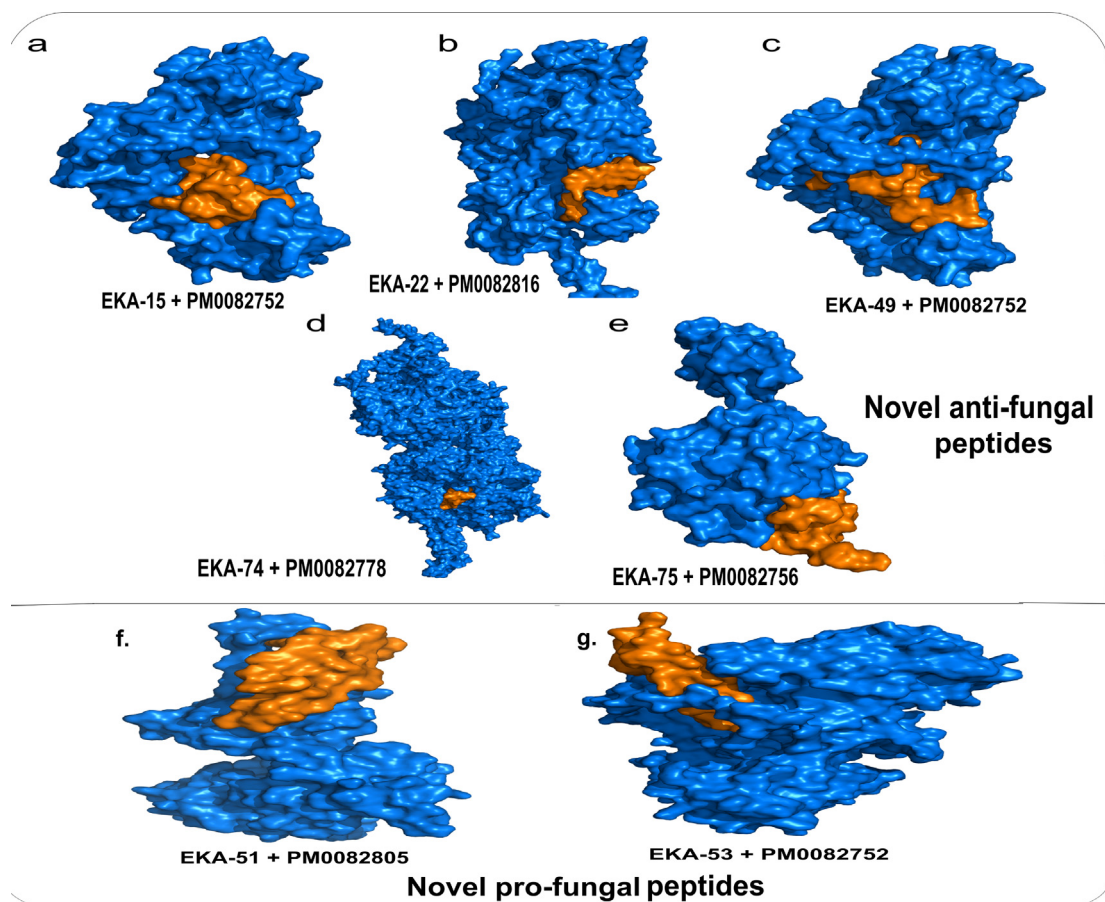 a
b
c
EKA-15 + PM0082752
EKA-22 + PM0082816
EKA-49 + PM0082752
d
e
Novel anti-fungal
peptides
EKA-74 + PM0082778
EKA-75 + PM0082756
f.
g.
EKA-51 + PM0082805
EKA-53 + PM0082752
Novel pro-fungal peptides